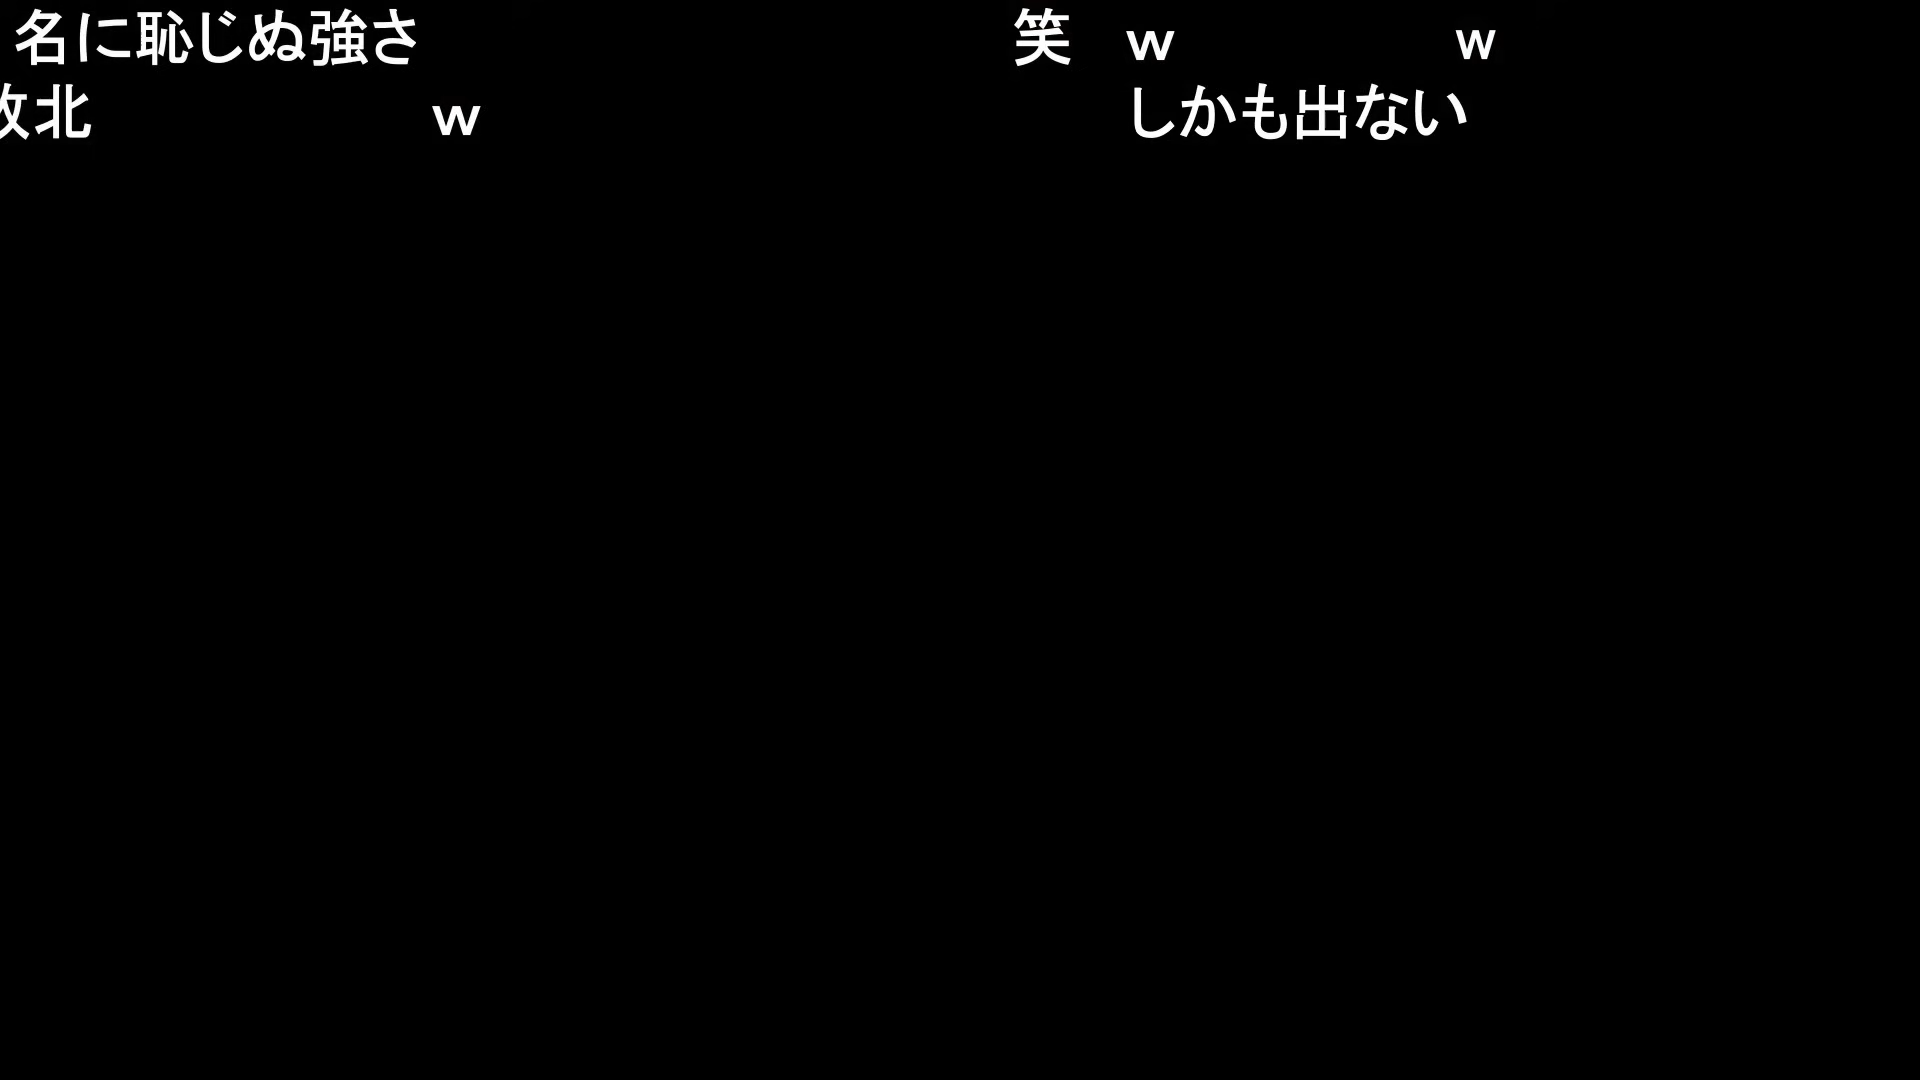 名に恥じぬ強さ 笑 ｗ w
北 ｗ しかも出ない